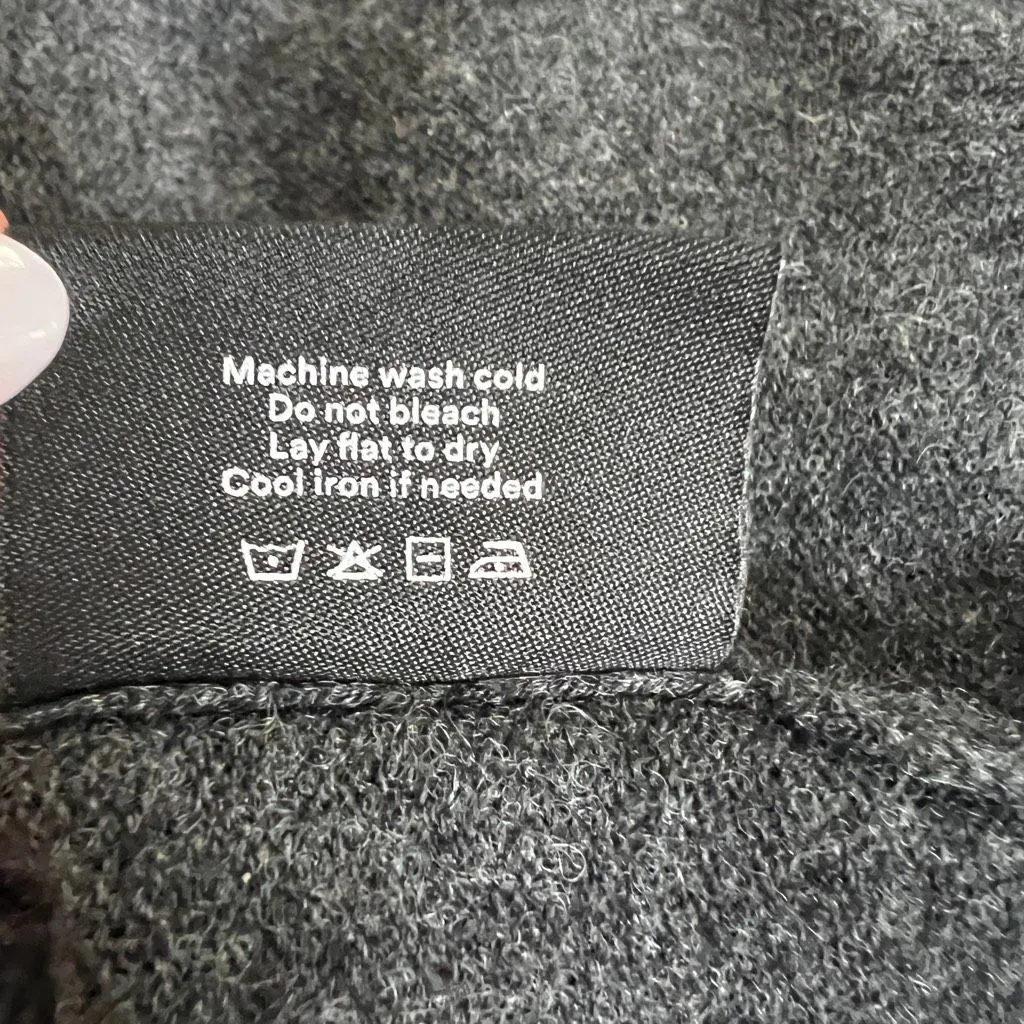 Machine wash cold
Do not bleach
Lay flat to dry
Cool iron if needed